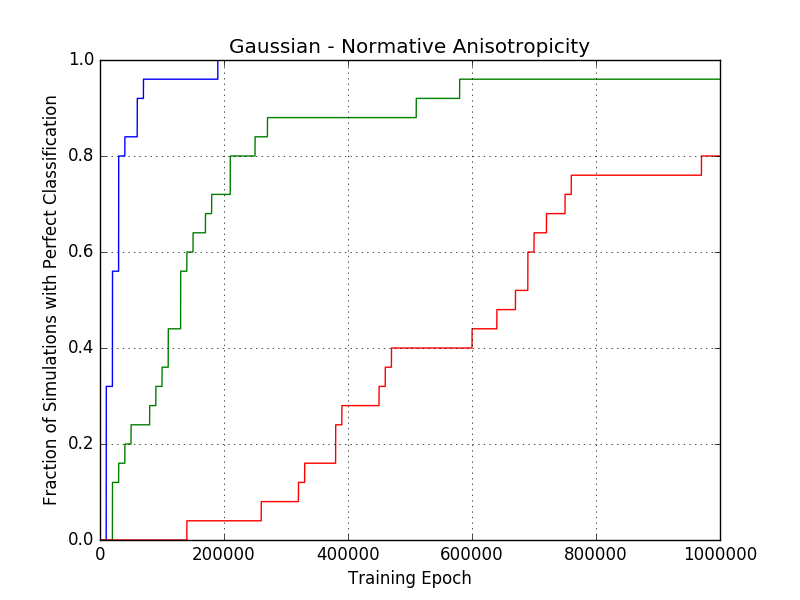 Gaussian - Normative Anisotropicity
Fraction of Simulations with Perfect Classification
1.0
0.8
0.6
0.4
0.2
0.0
0 200000 400000 600000 800000 1000000
Training Epoch